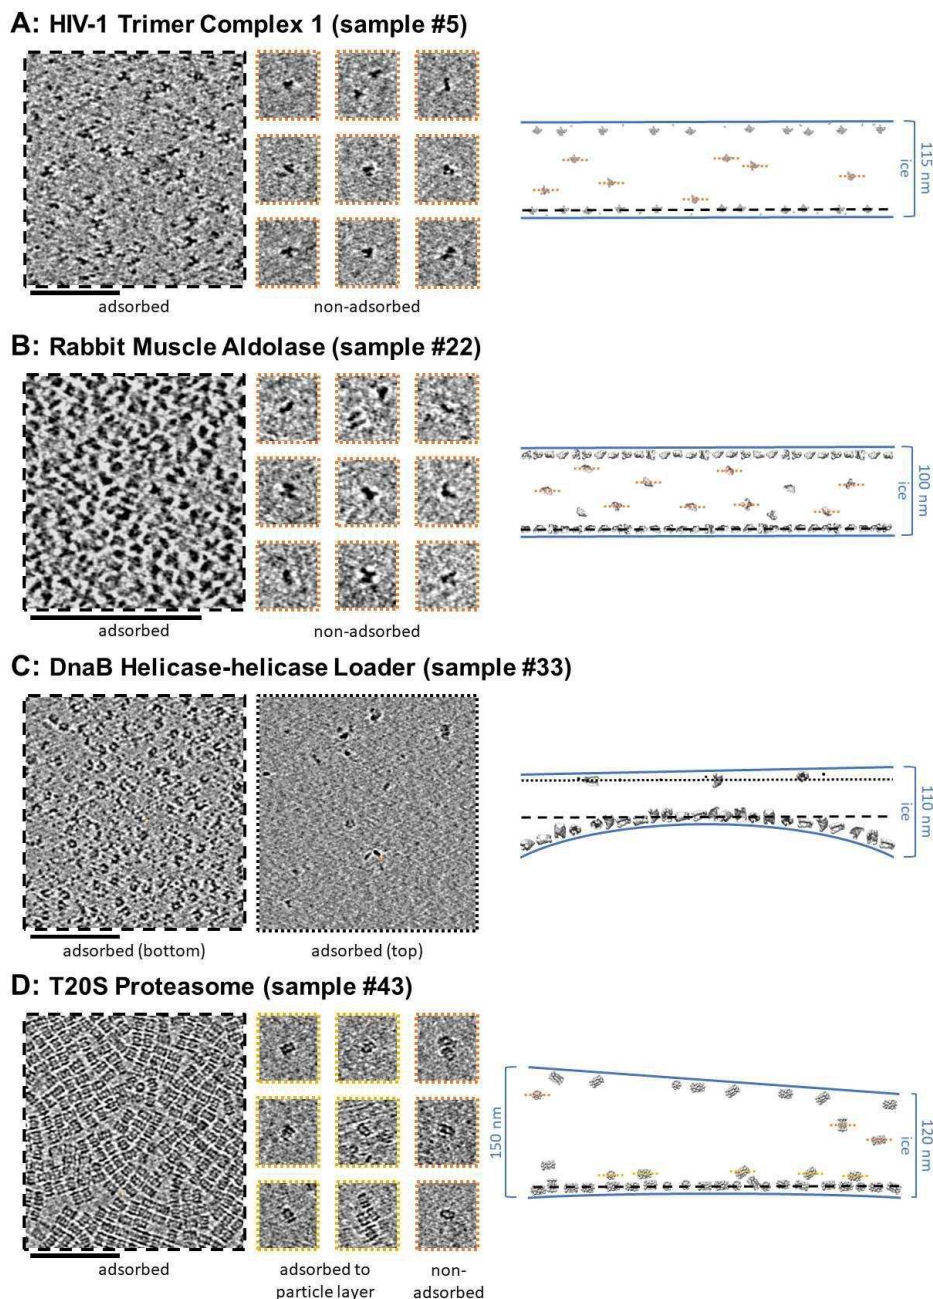 A: HIV-1 Trimer Complex 1 (sample #5)
adsorbed
non-adsorbed
115 nm
ice
B: Rabbit Muscle Aldolase (sample #22)
adsorbed
non-adsorbed
100 nm
ice
C: DnaB Helicase-helicase Loader (sample #33)
adsorbed (bottom)
adsorbed (top)
110 nm
ice
D: T20S Proteasome (sample #43)
adsorbed
adsorbed to
particle layer
non-
adsorbed
150 nm
120 nm
ice